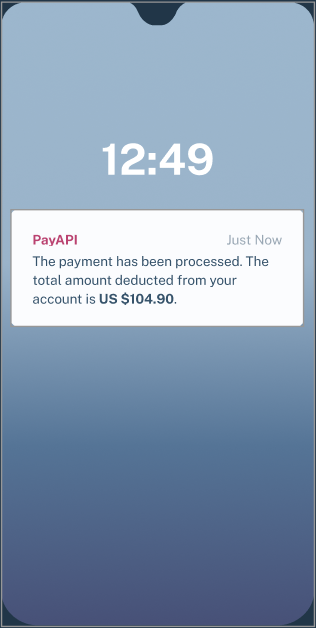 12:49
PayAPI Just Now
The payment has been processed. The
total amount deducted from your
account is US $104.90.